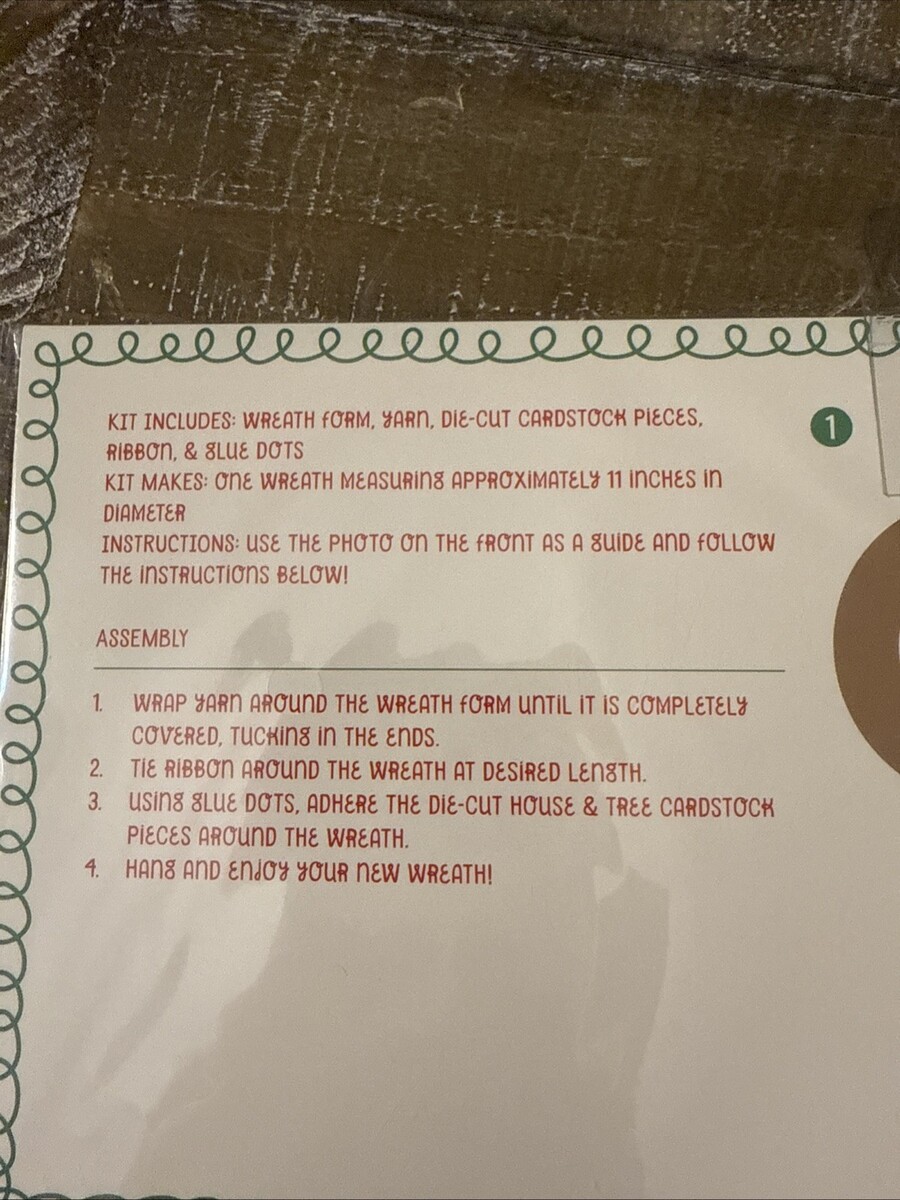 KIT INCLUDES: WREATH FORM, YARN, DIE-CUT CARDSTOCK PIECES,
RIBBON, & GLUE DOTS
KIT MAKES: ONE WREATH MEASURING APPROXIMATELY 11 INCHES IN
DIAMETER
INSTRUCTIONS: USE THE PHOTO ON THE FRONT AS A GUIDE AND FOLLOW
THE INSTRUCTIONS BELOW!
1
ASSEMBLY
1. WRAP YARN AROUND THE WREATH FORM UNTIL IT IS COMPLETELY
COVERED, TUCKING IN THE ENDS.
2. TIE RIBBON AROUND THE WREATH AT DESIRED LENGTH.
3. USING GLUE DOTS, ADHERE THE DIE-CUT HOUSE & TREE CARDSTOCK
PIECES AROUND THE WREATH.
4. HANG AND ENJOY YOUR NEW WREATH!